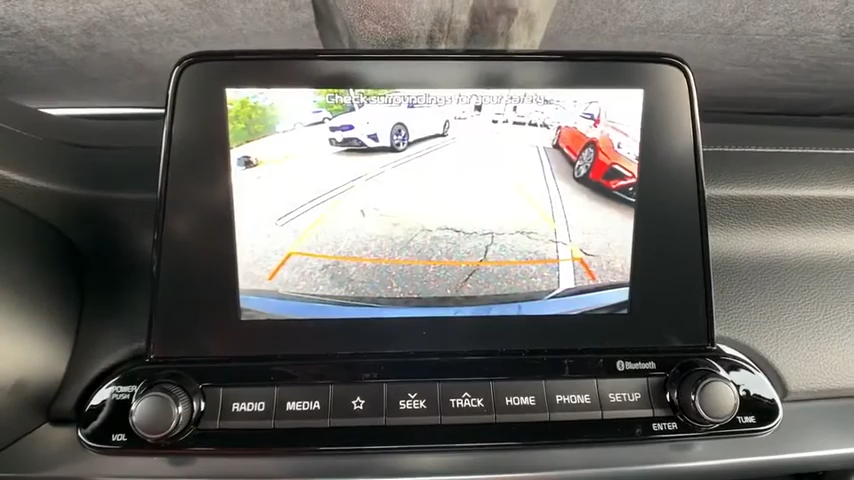 Check surroundings for your safety
Bluetooth
POWER
PUSH
RADIO
MEDIA
SEEK
TRACK
HOME
PHONE
SETUP
VOL
ENTER
TUNE